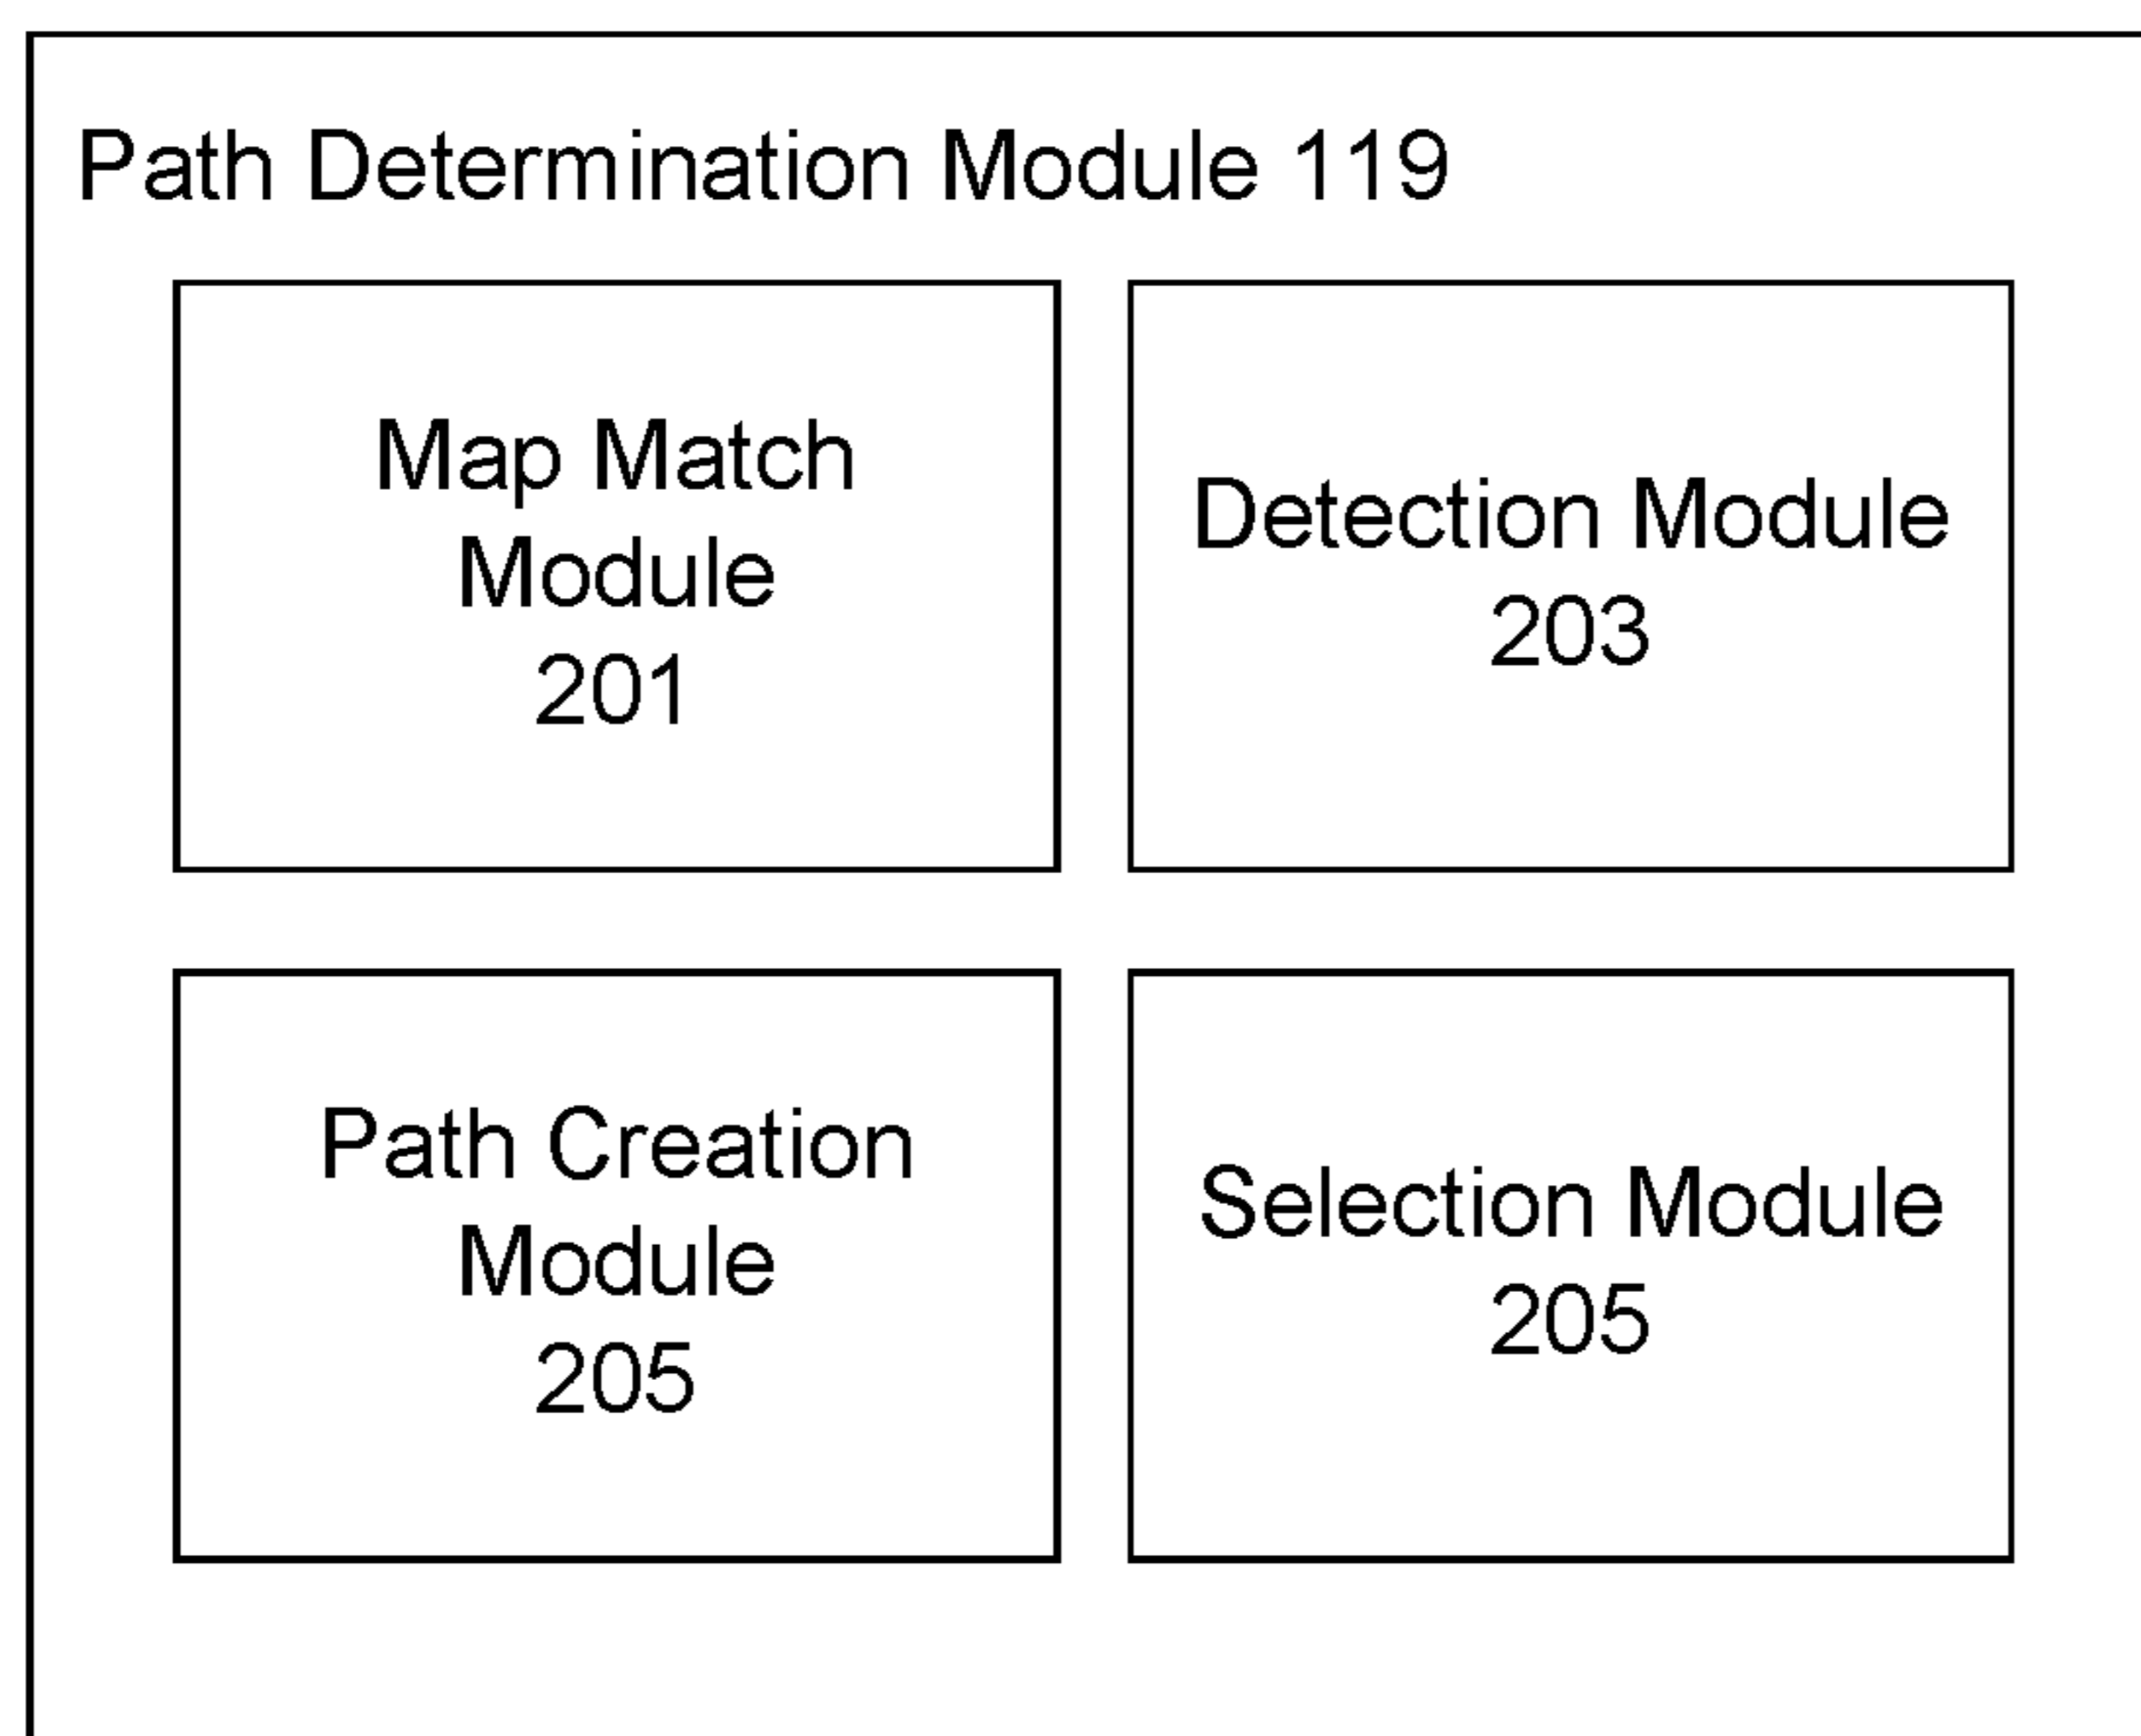 Path Determination Module 119
Map Match
Module
201
Detection Module
203
Path Creation
Module
205
Selection Module
205